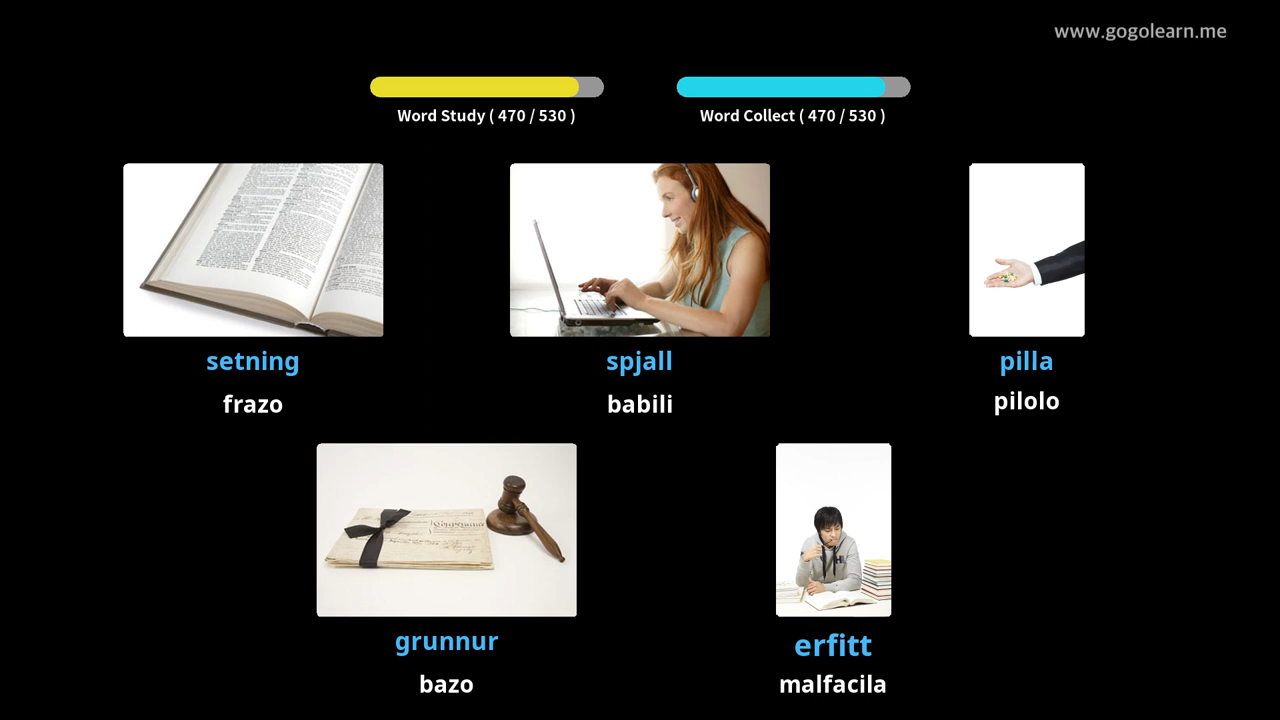 www.gogolearn.me
Word Study ( 470 / 530 )
Word Collect ( 470 / 530 )
setning
frazo
spjall
babili
pilla
pilolo
grunnur
bazo
erfitt
malfacila